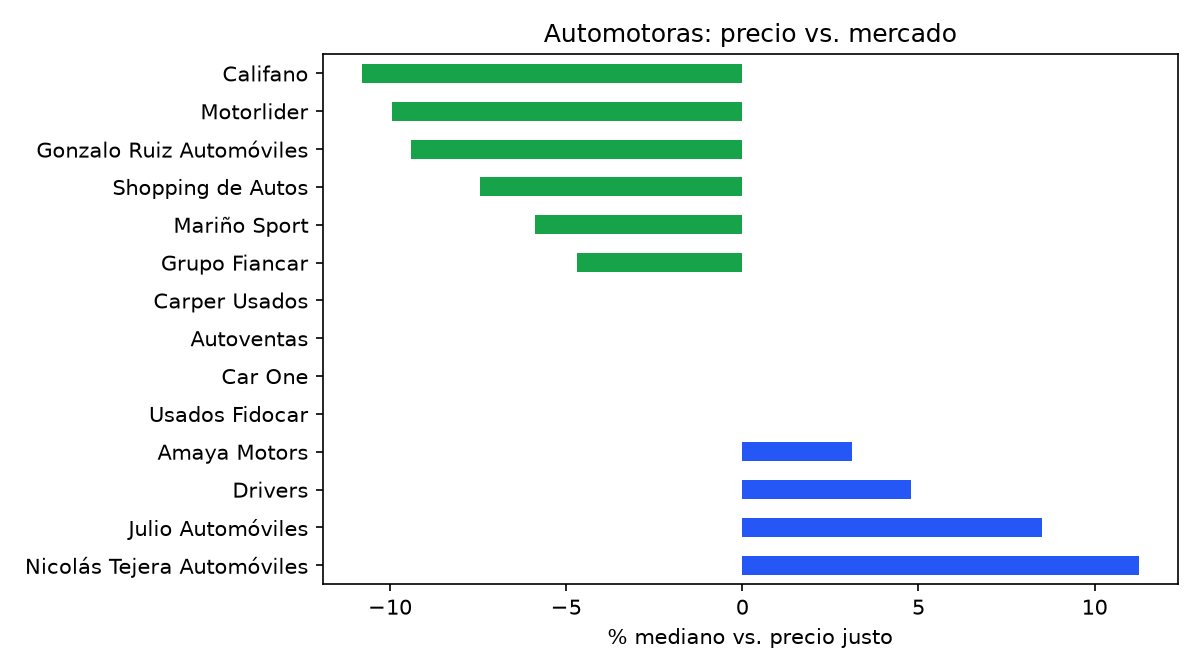 Automotoras: precio vs. mercado
Califano
Motorlider
Gonzalo Ruiz Automóviles
Shopping de Autos
Mariño Sport
Grupo Fiancar
Carper Usados
Autoventas
Car One
Usados Fidocar
Amaya Motors
Drivers
Julio Automóviles
Nicolás Tejera Automóviles
−10 −5 0 5 10
% mediano vs. precio justo